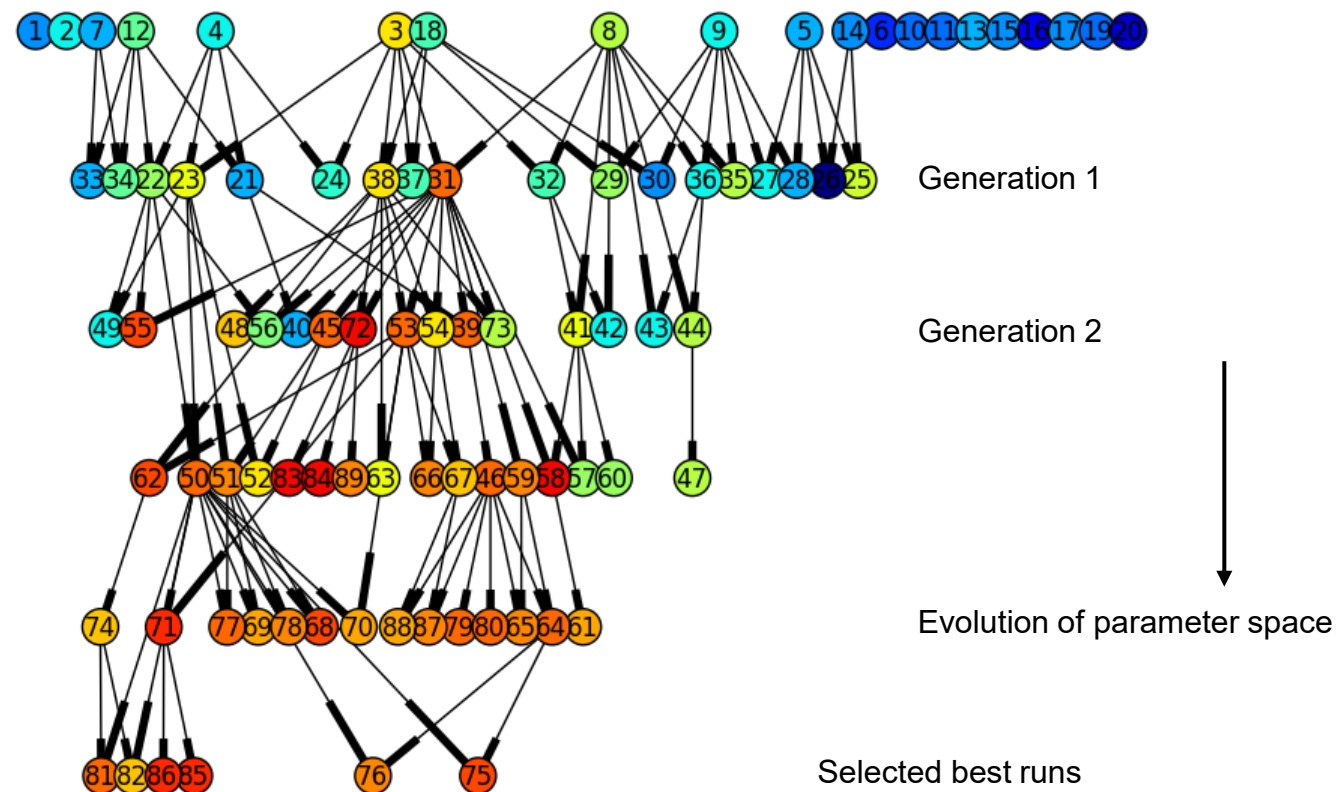 1 2 7 12 4 3 18 8 9 5 14 6 10 11 13 15 16 17 19 20
33 34 22 23 21 24 38 37 31 32 29 30 36 35 27 28 26 25 Generation 1
49 55 48 56 40 45 72 53 54 39 73 41 42 43 44 Generation 2
62 50 51 52 83 84 89 63 66 67 46 59 58 57 60 47
74 71 77 69 78 68 70 88 87 79 80 65 64 61 Evolution of parameter space
81 82 86 85 76 75 Selected best runs